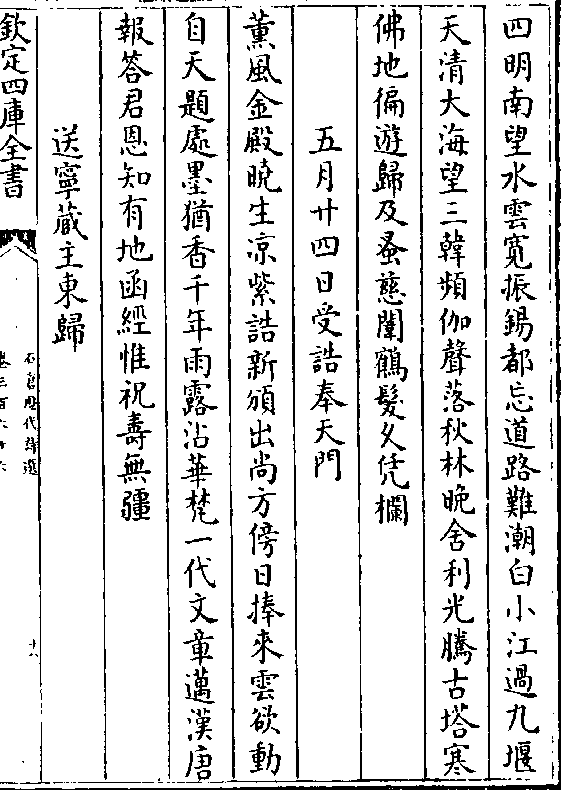 四明南望水雲寛振錫都忘道路難潮白小江過九堰
天清大海望三韓頻伽聲落秋林晚舍利光騰古塔寒
佛地徧遊歸及蚤慈闈鶴髮久凭欄
五月廿四日受誥奉天門
薰風金殿曉生凉紫誥新頒出尚方傍日捧來雲欲動
自天題處墨猶香千年雨露沾華梵一代文章邁漢唐
報答君恩知有地函經惟祝壽無疆
送寧藏主東歸
欽定四庫全書
石倉歷代詩選
卷三百六十六